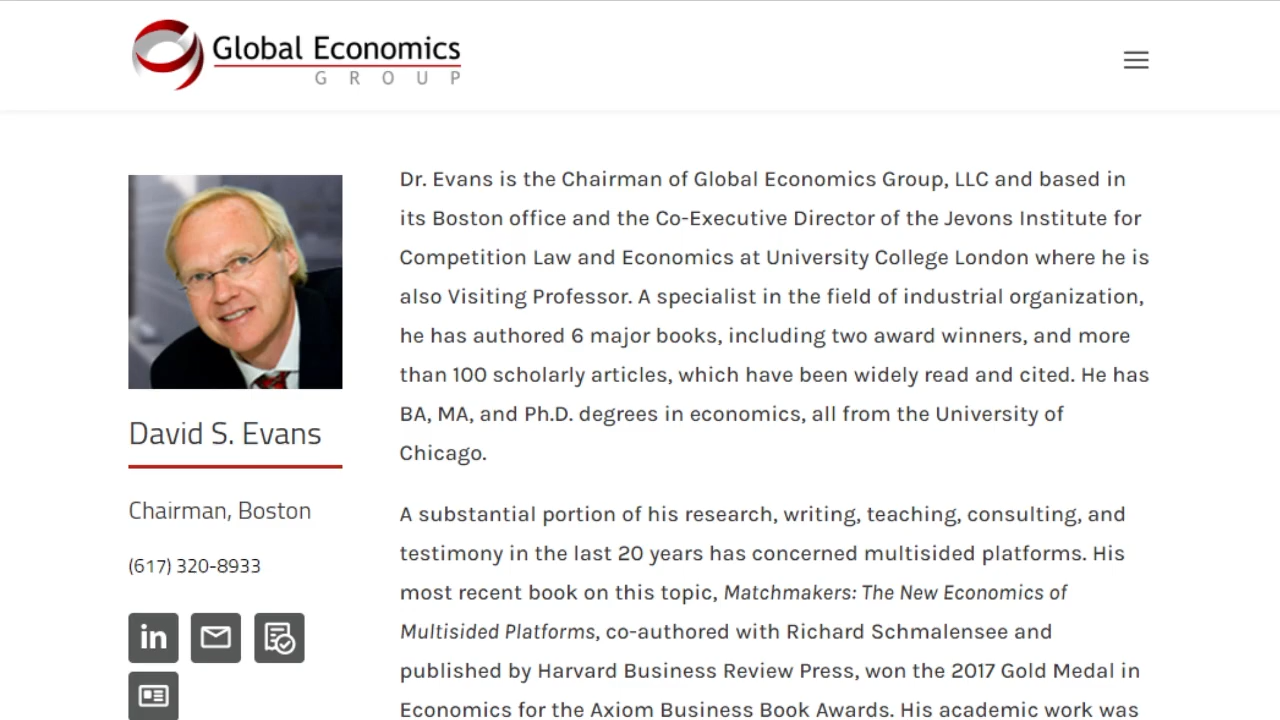 Global Economics
GROUP
Dr. Evans is the Chairman of Global Economics Group, LLC and based in
its Boston office and the Co-Executive Director of the Jevons Institute for
Competition Law and Economics at University College London where he is
also Visiting Professor. A specialist in the field of industrial organization,
he has authored 6 major books, including two award winners, and more
than 100 scholarly articles, which have been widely read and cited. He has
BA, MA, and Ph.D. degrees in economics, all from the University of
Chicago.
A substantial portion of his research, writing, teaching, consulting, and
testimony in the last 20 years has concerned multisided platforms. His
most recent book on this topic, Matchmakers: The New Economics of
Multisided Platforms, co-authored with Richard Schmalensee and
published by Harvard Business Review Press, won the 2017 Gold Medal in
Economics for the Axiom Business Book Awards. His academic work was
David S. Evans
Chairman, Boston
(617) 320-8933
in